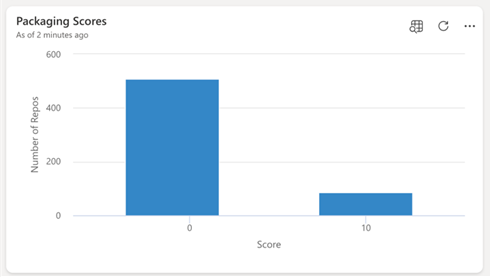 Packaging Scores
As of 2 minutes ago
Number of Repos
600
400
200
0
0 10
Score